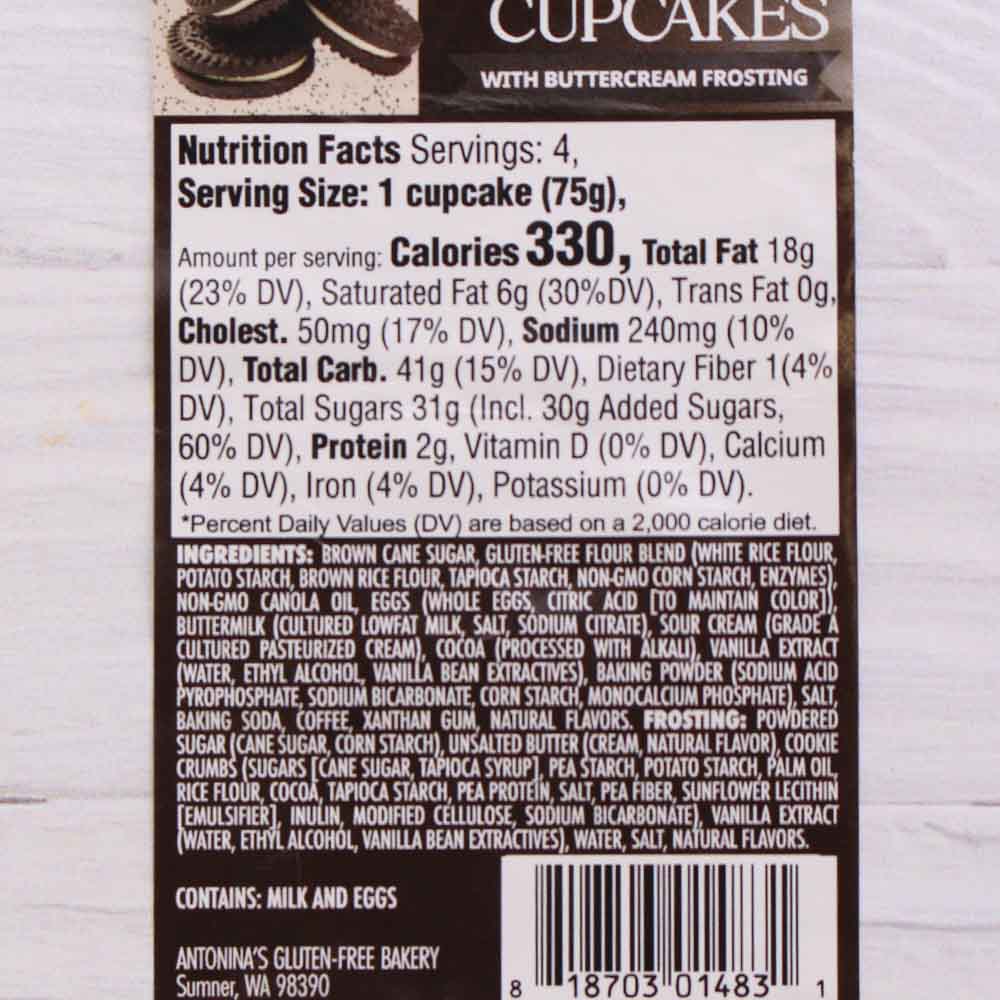 CUPCAKES
WITH BUTTERCREAM FROSTING
Nutrition Facts Servings: 4,
Serving Size: 1 cupcake (75g),
Amount per serving: Calories 330, Total Fat 18g
(23% DV), Saturated Fat 6g (30%DV), Trans Fat 0g,
Cholest. 50mg (17% DV), Sodium 240mg (10%
DV), Total Carb. 41g (15% DV), Dietary Fiber 1(4%
DV), Total Sugars 31g (Incl. 30g Added Sugars,
60% DV), Protein 2g, Vitamin D (0% DV), Calcium
(4% DV), Iron (4% DV), Potassium (0% DV).
*Percent Daily Values (DV) are based on a 2,000 calorie diet.
INGREDIENTS: BROWN CANE SUGAR, GLUTEN-FREE FLOUR BLEND (WHITE RICE FLOUR,
POTATO STARCH, BROWN RICE FLOUR, TAPIOCA STARCH, NON-GMO CORN STARCH, ENZYMES),
NON-GMO CANOLA OIL, EGGS (WHOLE EGGS, CITRIC ACID [TO MAINTAIN COLOR]),
BUTTERMILK (CULTURED LOWFAT MILK, SALT, SODIUM CITRATE), SOUR CREAM (GRADE A
CULTURED PASTEURIZED CREAM), COCOA (PROCESSED WITH ALKALI), VANILLA EXTRACT
(WATER, ETHYL ALCOHOL, VANILLA BEAN EXTRACTIVES), BAKING POWDER (SODIUM ACID
PYROPHOSPHATE, SODIUM BICARBONATE, CORN STARCH, MONOCALCIUM PHOSPHATE), SALT,
BAKING SODA, COFFEE, XANTHAN GUM, NATURAL FLAVORS. FROSTING: POWDERED
SUGAR (CANE SUGAR, CORN STARCH), UNSALTED BUTTER (CREAM, NATURAL FLAVOR), COOKIE
CRUMBS (SUGARS [CANE SUGAR, TAPIOCA SYRUP], PEA STARCH, POTATO STARCH, PALM OIL,
RICE FLOUR, COCOA, TAPIOCA STARCH, PEA PROTEIN, SALT, PEA FIBER, SUNFLOWER LECITHIN
[EMULSIFIER], INULIN, MODIFIED CELLULOSE, SODIUM BICARBONATE), VANILLA EXTRACT
(WATER, ETHYL ALCOHOL, VANILLA BEAN EXTRACTIVES), WATER, SALT, NATURAL FLAVORS.
CONTAINS: MILK AND EGGS
ANTONINA'S GLUTEN-FREE BAKERY
Sumner, WA 98390
8 18703 01483 1